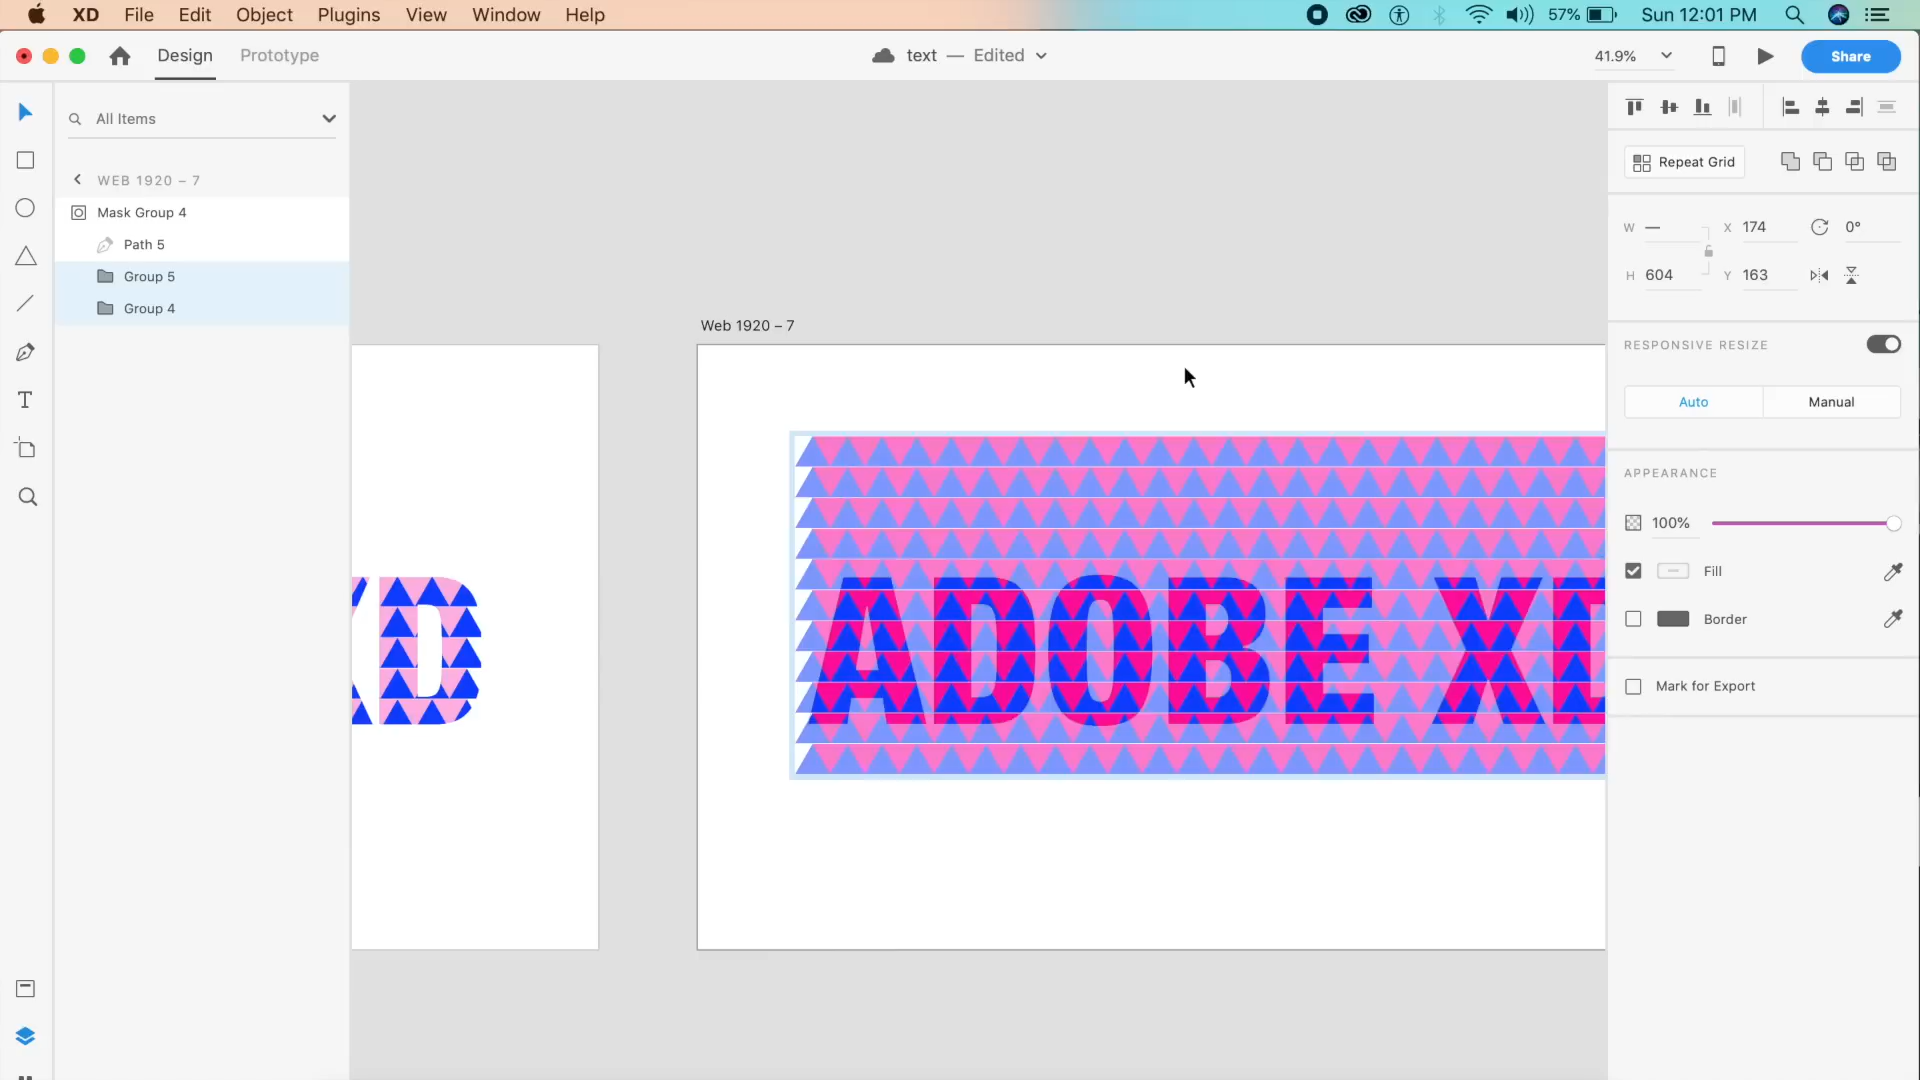 XD File Edit Object Plugins View Window Help 57% Sun 12:01 PM
Design Prototype text — Edited 41.9% Share
All Items
WEB 1920 – 7
Mask Group 4
Path 5
Group 5
Group 4
XD
Web 1920 – 7
ADOBE XD
Repeat Grid
W — X 174 0°
H 604 Y 163
RESPONSIVE RESIZE
Auto Manual
APPEARANCE
100%
Fill
Border
Mark for Export